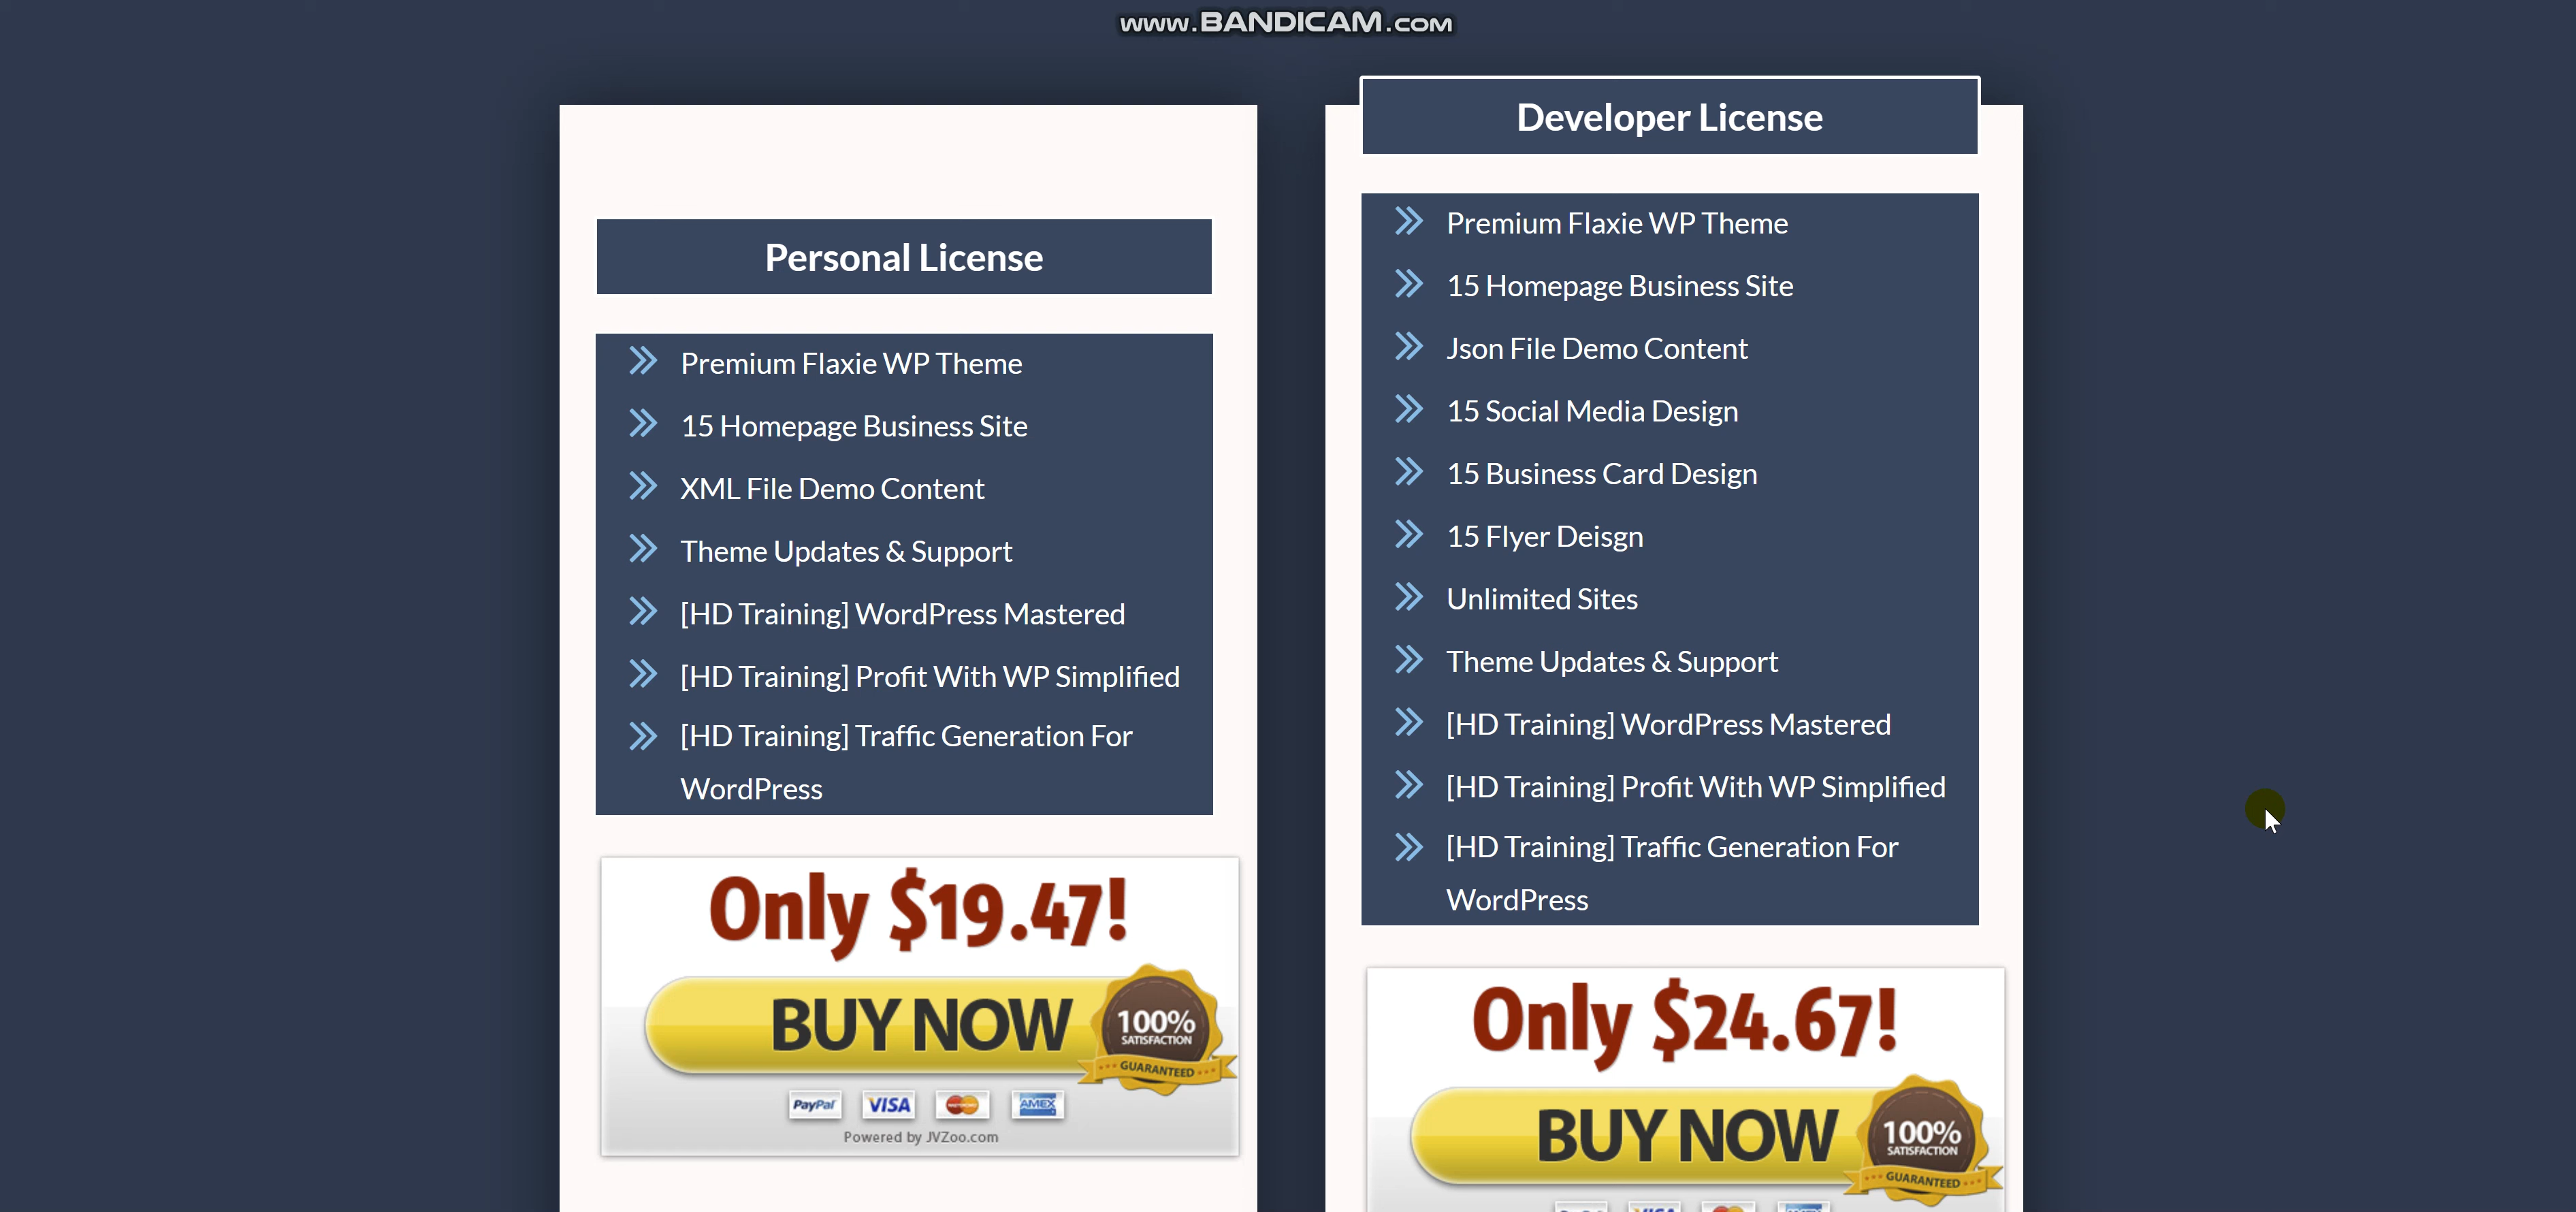 www.BANDICAM.com
Personal License
Premium Flaxie WP Theme
15 Homepage Business Site
XML File Demo Content
Theme Updates & Support
[HD Training] WordPress Mastered
[HD Training] Profit With WP Simplified
[HD Training] Traffic Generation For
WordPress
Only $19.47!
BUY NOW
100%
SATISFACTION
GUARANTEED
PayPal
VISA
MasterCard
AMEX
Powered by JVZoo.com
Developer License
Premium Flaxie WP Theme
15 Homepage Business Site
Json File Demo Content
15 Social Media Design
15 Business Card Design
15 Flyer Deisgn
Unlimited Sites
Theme Updates & Support
[HD Training] WordPress Mastered
[HD Training] Profit With WP Simplified
[HD Training] Traffic Generation For
WordPress
Only $24.67!
BUY NOW
100%
SATISFACTION
GUARANTEED
VISA